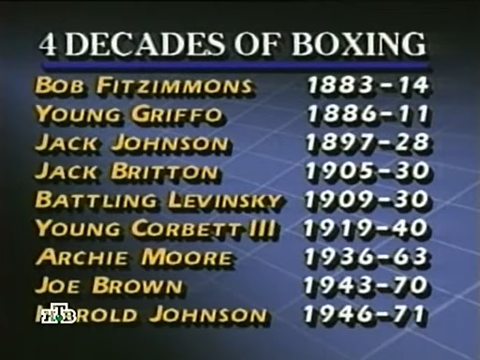 4 DECADES OF BOXING
BOB FITZIMMONS 1883-14
YOUNG GRIFFO 1886-11
JACK JOHNSON 1897-28
JACK BRITTON 1905-30
BATTLING LEVINSKY 1909-30
YOUNG CORBETT III 1919-40
ARCHIE MOORE 1936-63
JOE BROWN 1943-70
HAROLD JOHNSON 1946-71
НТВ